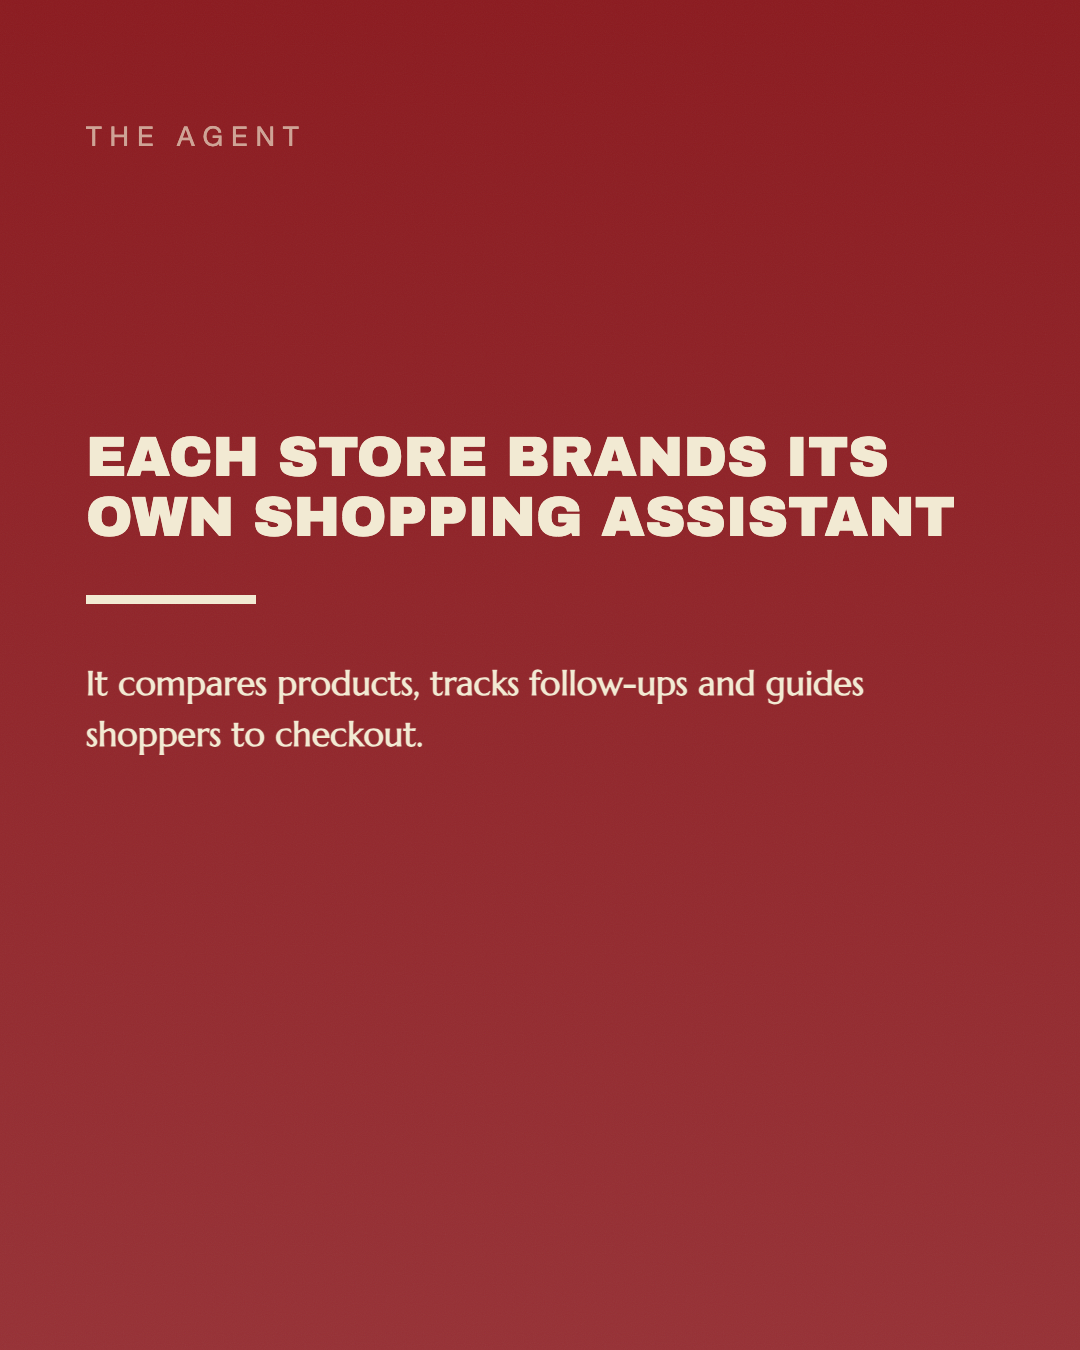 THE AGENT
EACH STORE BRANDS ITS
OWN SHOPPING ASSISTANT
It compares products, tracks follow-ups and guides
shoppers to checkout.